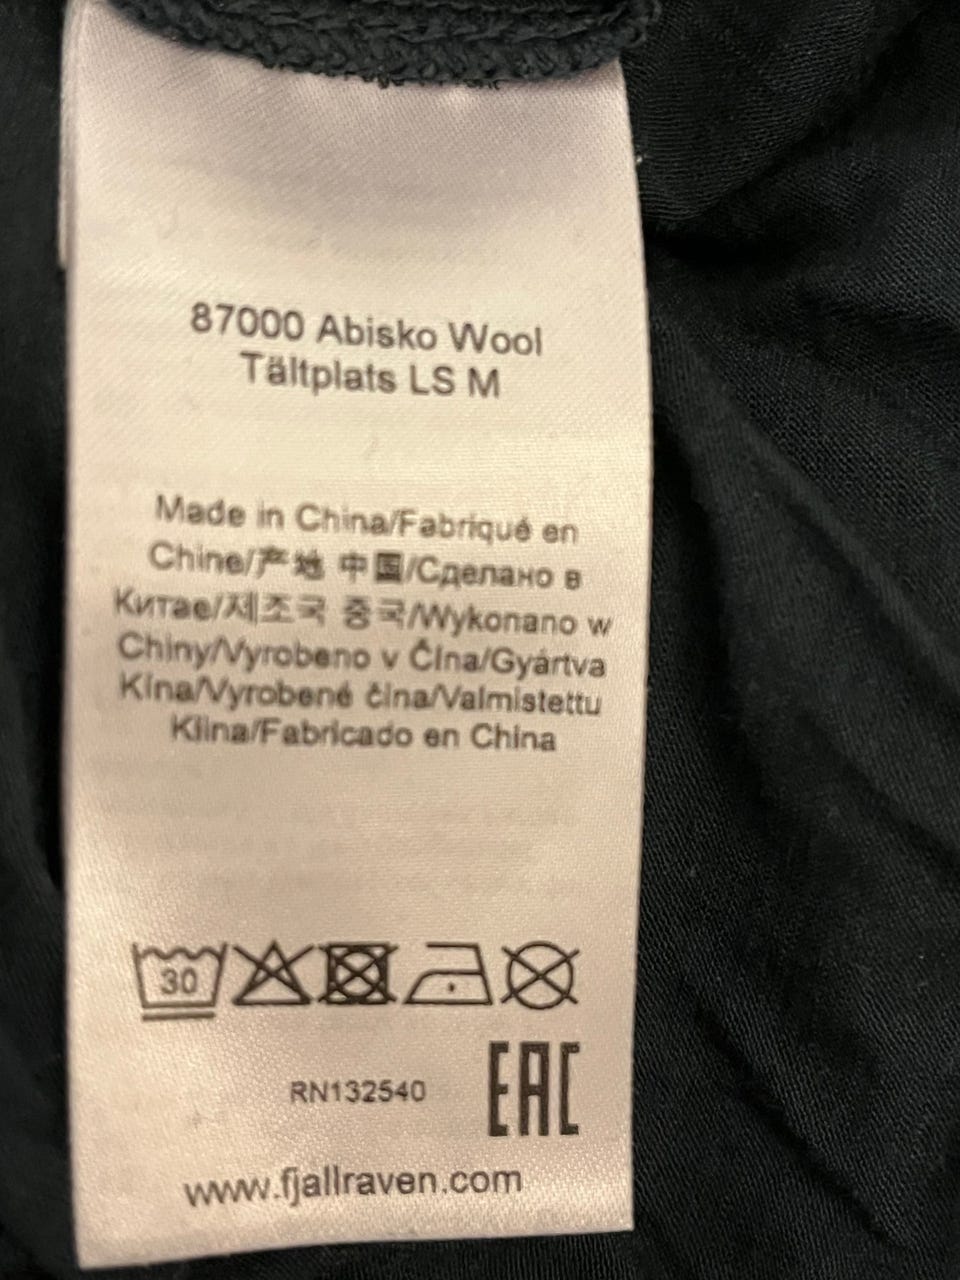 87000 Abisko Wool
Tältplats LS M
Made in China/Fabriqué en
Chine/产地 中国/Сделано в
Китае/제조국 중국/Wykonano w
Chiny/Vyrobeno v Čína/Gyártva
Kína/Vyrobené čína/Valmistettu
Kiina/Fabricado en China
30
RN132540
EAC
www.fjallraven.com